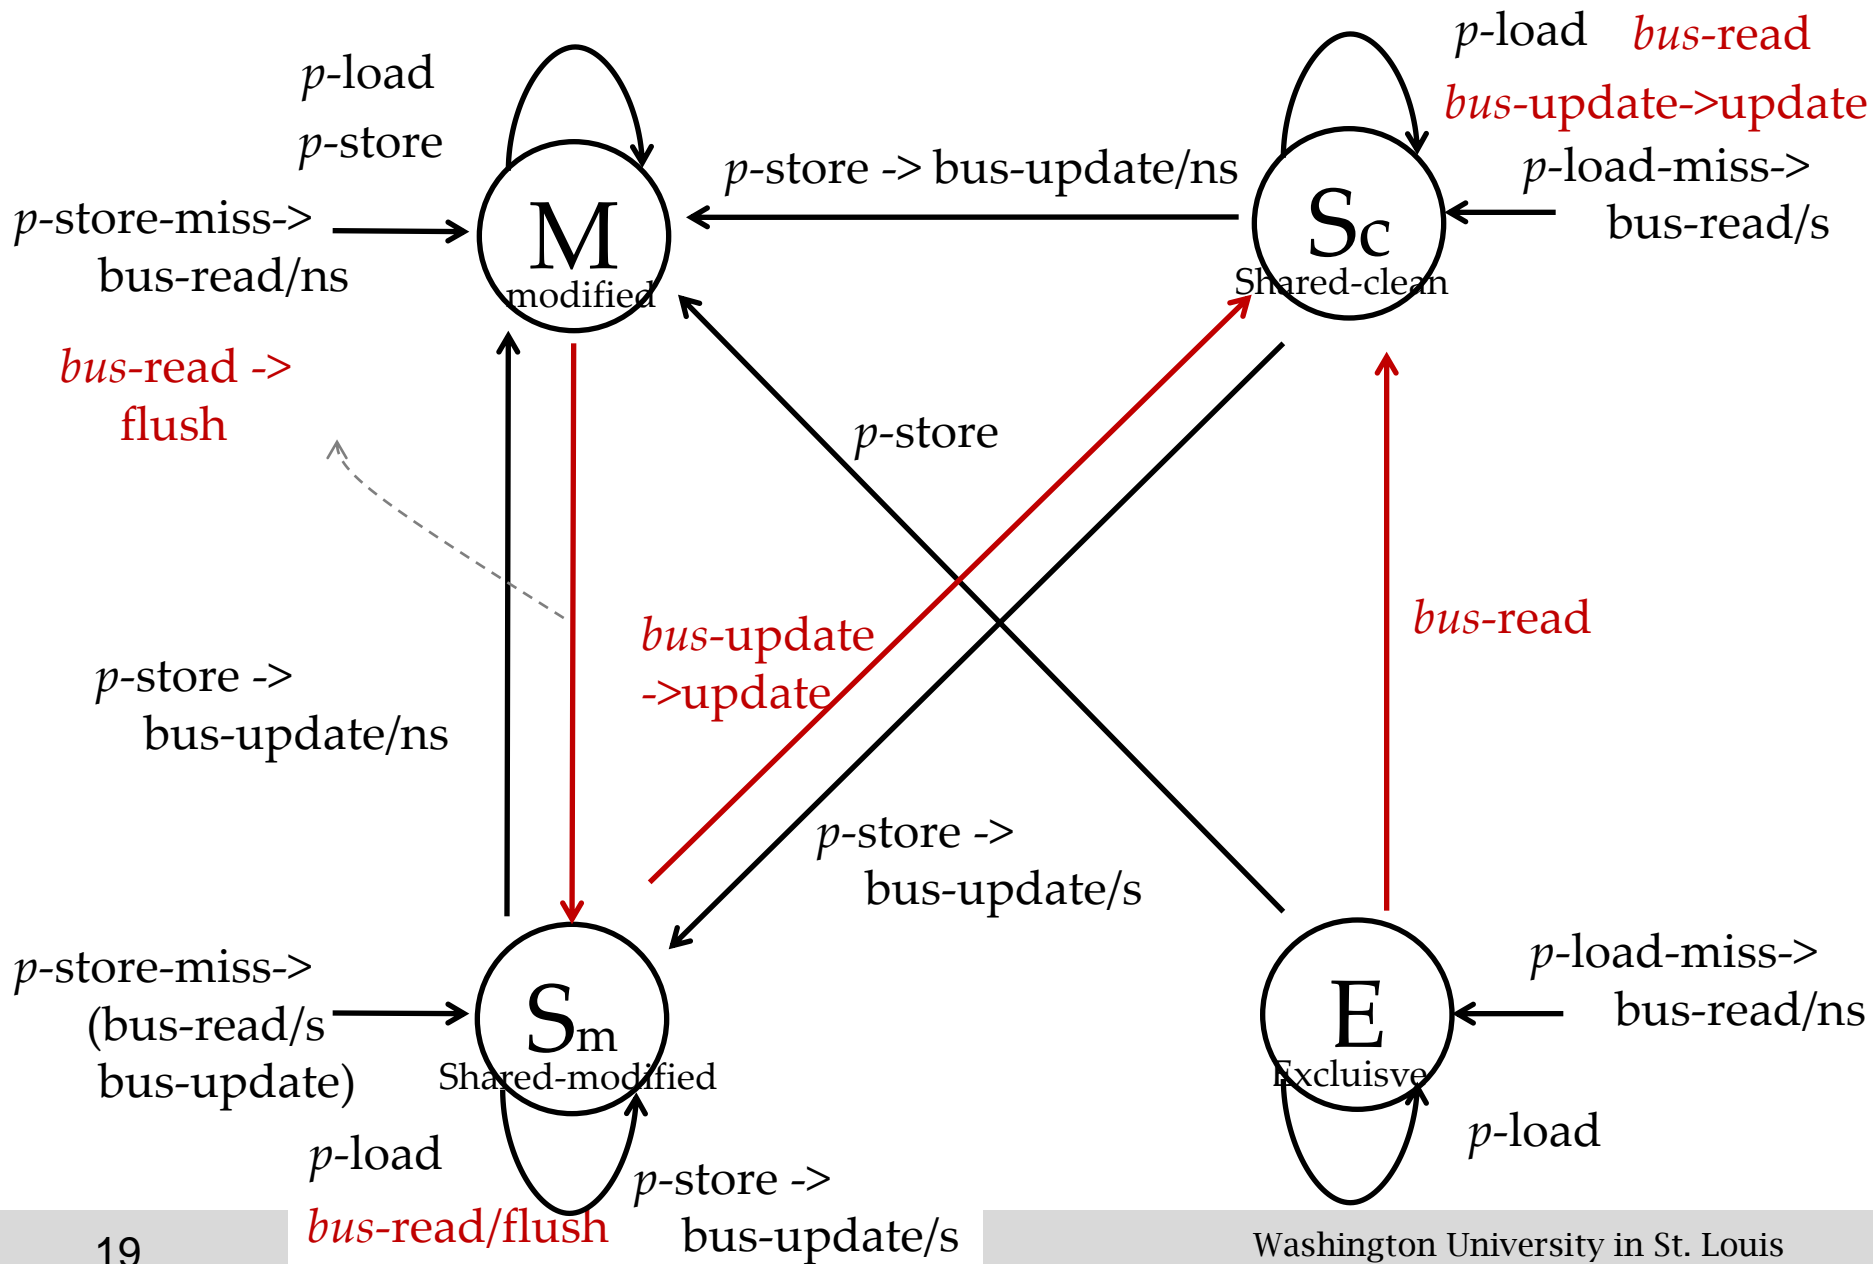 p-load
p-store
p-load bus-read
bus-update->update
p-store -> bus-update/ns
p-load-miss->
bus-read/s
p-store-miss->
bus-read/ns
M
modified
Sc
Shared-clean
bus-read ->
flush
p-store
bus-update
->update
bus-read
p-store ->
bus-update/ns
p-store ->
bus-update/s
p-store-miss->
(bus-read/s
bus-update)
Sm
Shared-modified
E
Excluisve
p-load-miss->
bus-read/ns
p-load
bus-read/flush
p-store ->
bus-update/s
p-load
19
Washington University in St. Louis